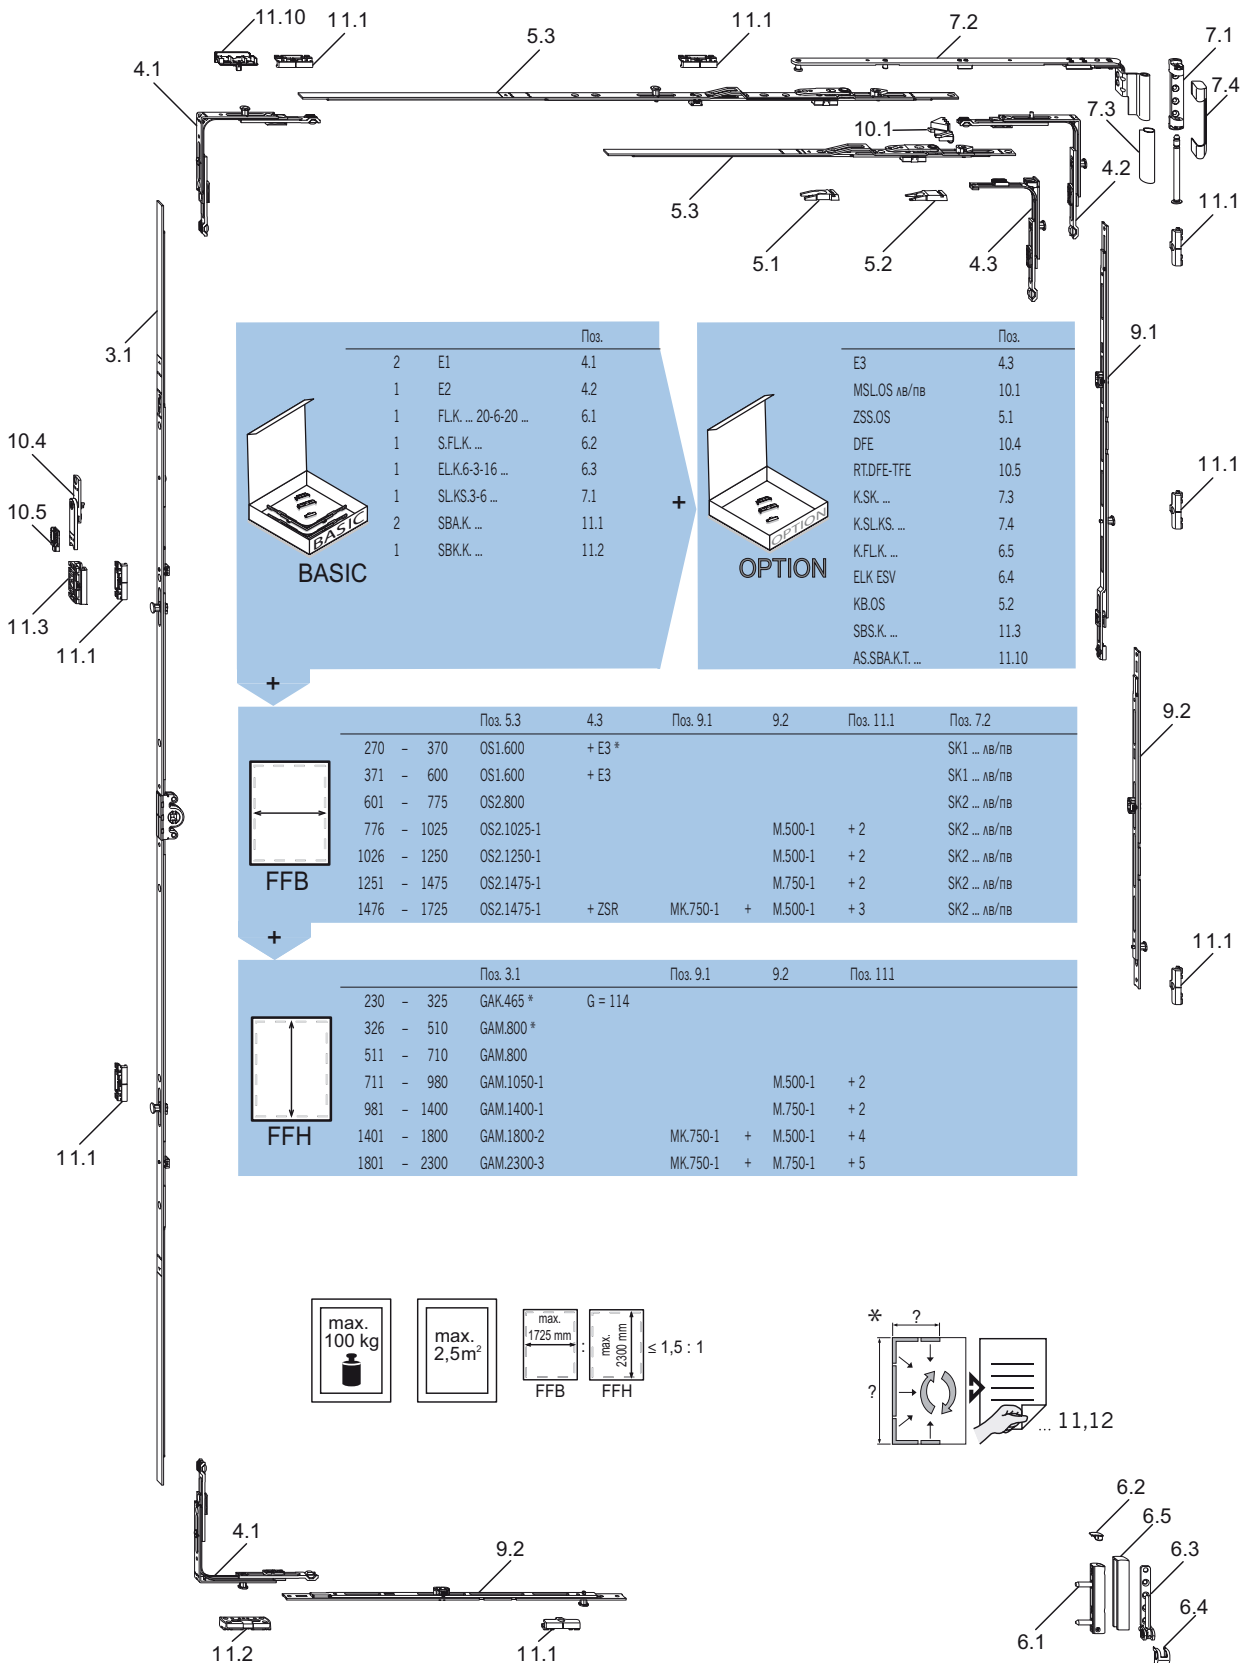 11.10 11.1 5.3 11.1 7.2 7.1
4.1 7.4
7.3
10.1
4.2
5.3 11.1
5.1 5.2 4.3
3.1 9.1
Поз.
2 E1 4.1
1 E2 4.2
1 FL.K. ... 20-6-20 ... 6.1
1 S.FL.K. ... 6.2
1 EL.K.6-3-16 ... 6.3
1 SL.KS.3-6 ... 7.1
2 SBA.K. ... 11.1
1 SBK.K. ... 11.2
BASIC
BASIC
+
Поз.
E3 4.3
MSL.OS лв/пв 10.1
ZSS.OS 5.1
DFE 10.4
RT.DFE-TFE 10.5
K.SK. ... 7.3
K.SL.KS. ... 7.4
K.FL.K. ... 6.5
ELK ESV 6.4
KB.OS 5.2
SBS.K. ... 11.3
AS.SBA.K.T. ... 11.10
OPTION
OPTION
10.4
10.5
11.3
11.1
11.1
9.2
+
Поз. 5.3 4.3 Поз. 9.1 9.2 Поз. 11.1 Поз. 7.2
270 – 370 OS1.600 + E3 * SK1 ... лв/пв
371 – 600 OS1.600 + E3 SK1 ... лв/пв
601 – 775 OS2.800 SK2 ... лв/пв
776 – 1025 OS2.1025-1 M.500-1 + 2 SK2 ... лв/пв
1026 – 1250 OS2.1250-1 M.500-1 + 2 SK2 ... лв/пв
1251 – 1475 OS2.1475-1 M.750-1 + 2 SK2 ... лв/пв
1476 – 1725 OS2.1475-1 + ZSR MK.750-1 + M.500-1 + 3 SK2 ... лв/пв
FFB
+
11.1
Поз. 3.1 Поз. 9.1 9.2 Поз. 111
230 – 325 GAK.465 * G = 114
326 – 510 GAM.800 *
511 – 710 GAM.800
711 – 980 GAM.1050-1 M.500-1 + 2
981 – 1400 GAM.1400-1 M.750-1 + 2
1401 – 1800 GAM.1800-2 MK.750-1 + M.500-1 + 4
1801 – 2300 GAM.2300-3 MK.750-1 + M.750-1 + 5
FFH
11.1
max.
100 kg
max.
2,5m²
max.
1725 mm
FFB
:
max.
2300 mm
FFH
≤ 1,5 : 1
* ?
?
... 11,12
4.1 9.2
11.2 11.1
6.2
6.5
6.3
6.1
6.4